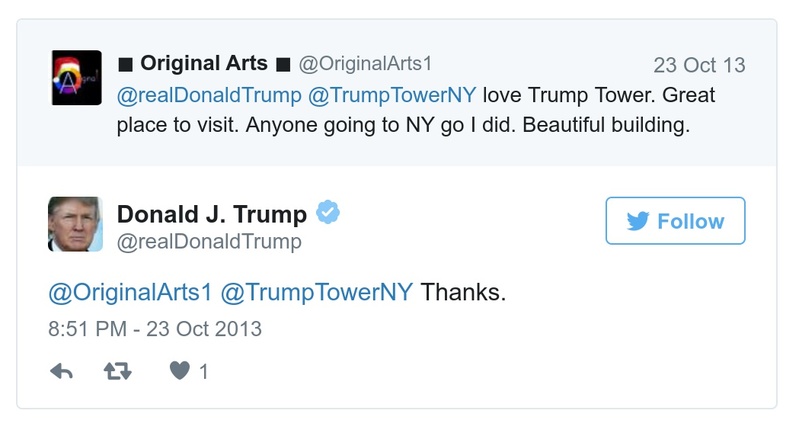 ■ Original Arts ■ @OriginalArts1 23 Oct 13
@realDonaldTrump @TrumpTowerNY love Trump Tower. Great
place to visit. Anyone going to NY go I did. Beautiful building.
Donald J. Trump
@realDonaldTrump
Follow
@OriginalArts1 @TrumpTowerNY Thanks.
8:51 PM - 23 Oct 2013
1